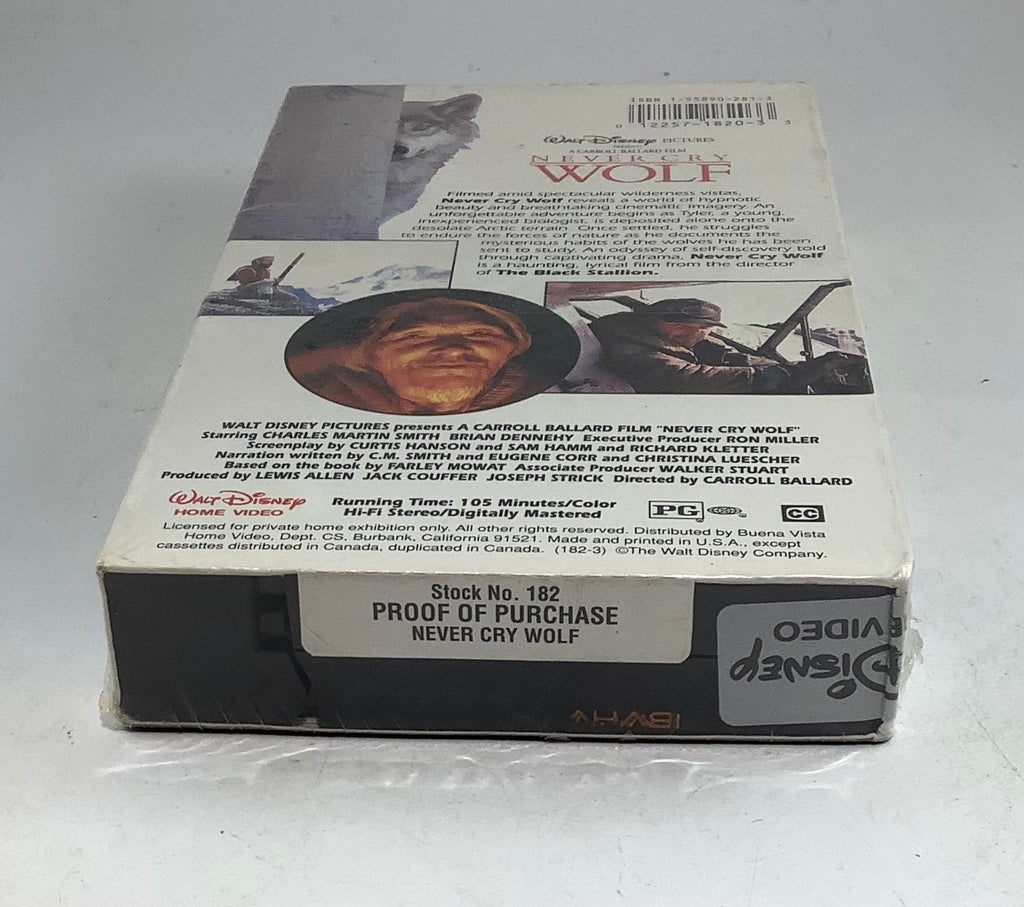 ISBN 1-55890-281-3
0 12257-1820-3 3
WALT DISNEY PICTURES
PRESENTS
A CARROLL BALLARD FILM
NEVER CRY
WOLF
Filmed amid spectacular wilderness vistas,
Never Cry Wolf reveals a world of hypnotic
beauty and breathtaking cinematic imagery. An
unforgettable adventure begins as Tyler, a young,
inexperienced biologist, is deposited alone onto the
desolate Arctic terrain. Once settled, he struggles
to endure the forces of nature as he documents the
mysterious habits of the wolves he has been
sent to study. An odyssey of self-discovery told
through captivating drama, Never Cry Wolf
is a haunting, lyrical film from the director
of The Black Stallion.
WALT DISNEY PICTURES presents A CARROLL BALLARD FILM "NEVER CRY WOLF"
Starring CHARLES MARTIN SMITH BRIAN DENNEHY Executive Producer RON MILLER
Screenplay by CURTIS HANSON and SAM HAMM and RICHARD KLETTER
Narration written by C.M. SMITH and EUGENE CORR and CHRISTINA LUESCHER
Based on the book by FARLEY MOWAT Associate Producer WALKER STUART
Produced by LEWIS ALLEN JACK COUFFER JOSEPH STRICK Directed by CARROLL BALLARD
WALT DISNEY
HOME VIDEO
Running Time: 105 Minutes/Color
Hi-Fi Stereo/Digitally Mastered
PG
CC
Licensed for private home exhibition only. All other rights reserved. Distributed by Buena Vista
Home Video, Dept. CS, Burbank, California 91521. Made and printed in U.S.A., except
cassettes distributed in Canada, duplicated in Canada. (182-3) ©The Walt Disney Company.
Stock No. 182
PROOF OF PURCHASE
NEVER CRY WOLF
DISNEY
VIDEO
BVHV